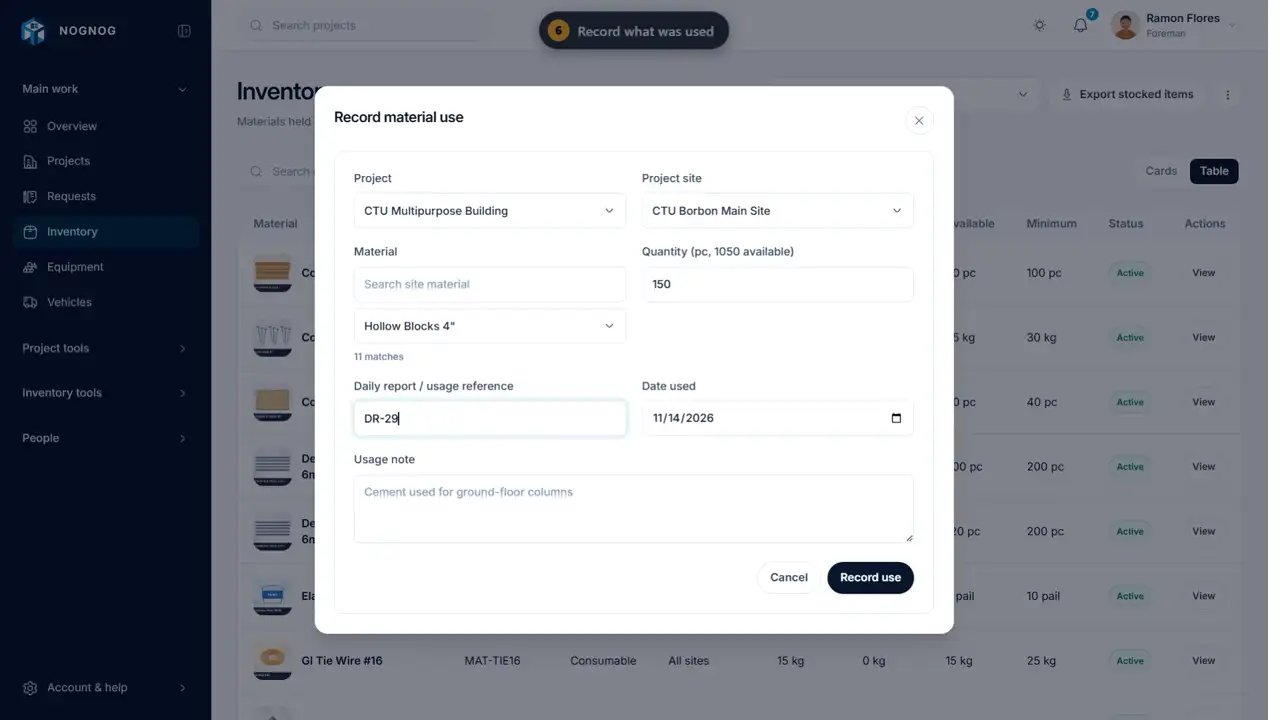 NOGNOG
Search projects
6 Record what was used
7
Ramon Flores
Foreman
Main work
Overview
Projects
Requests
Inventory
Equipment
Vehicles
Project tools
Inventory tools
People
Account & help
Materials held
Export stocked items
Search
Cards
Table
Material
Minimum
Status
Actions
100 pc
Active
View
30 kg
Active
View
40 pc
Active
View
200 pc
Active
View
200 pc
Active
View
10 pail
Active
View
GI Tie Wire #16
MAT-TIE16
Consumable
All sites
15 kg
0 kg
15 kg
25 kg
Active
View
Record material use
Project
CTU Multipurpose Building
Project site
CTU Borbon Main Site
Material
Search site material
Hollow Blocks 4"
11 matches
Quantity (pc, 1050 available)
150
Daily report / usage reference
DR-29
Date used
11/14/2026
Usage note
Cement used for ground-floor columns
Cancel
Record use